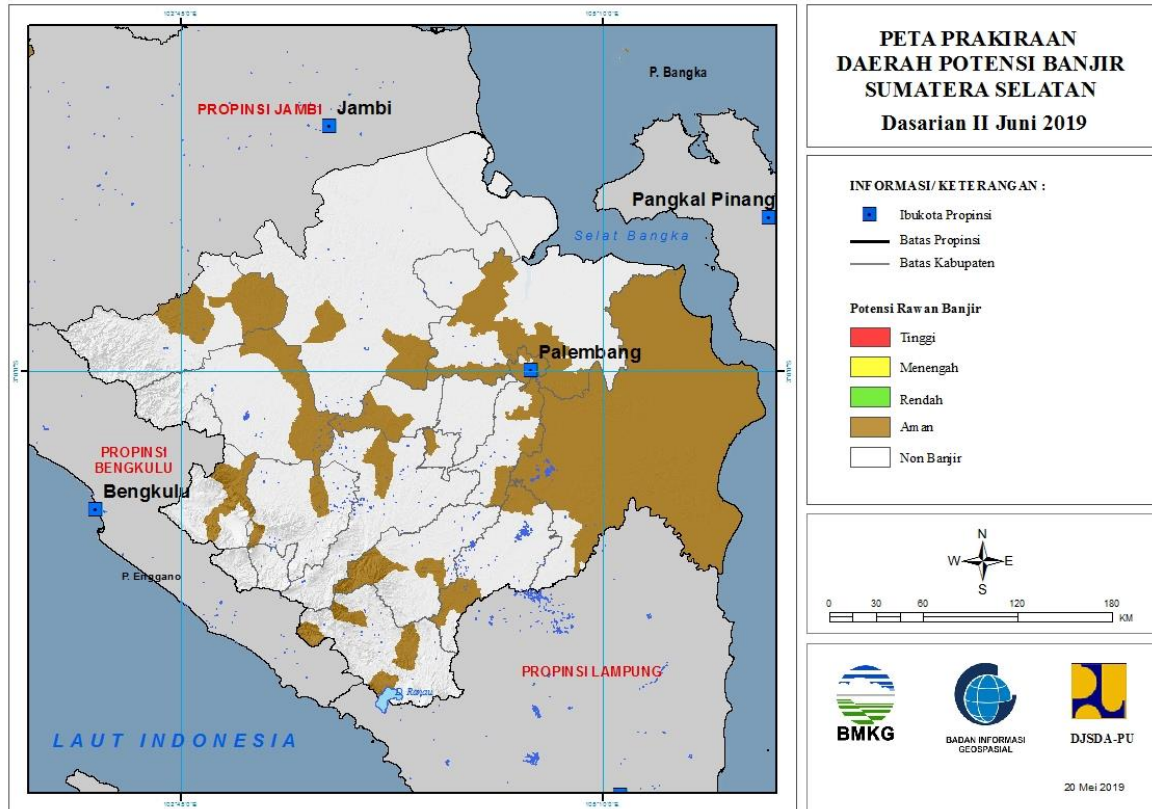 PETA PRAKIRAAN
DAERAH POTENSI BANJIR
SUMATERA SELATAN
Dasarian II Juni 2019
P. Bangka
PROPINSI JAMBI
Jambi
Pangkal Pinang
Selat Bangka
Palembang
PROPINSI
BENGKULU
Bengkulu
P. Enggano
PROPINSI LAMPUNG
D. Ranau
LAUT INDONESIA
INFORMASI/ KETERANGAN :
Ibukota Propinsi
Batas Propinsi
Batas Kabupaten
Potensi Rawan Banjir
Tinggi
Menengah
Rendah
Aman
Non Banjir
N
W E
S
0 30 60 120 180
KM
BMKG
BADAN INFORMASI
GEOSPASIAL
DJSDA-PU
20 Mei 2019